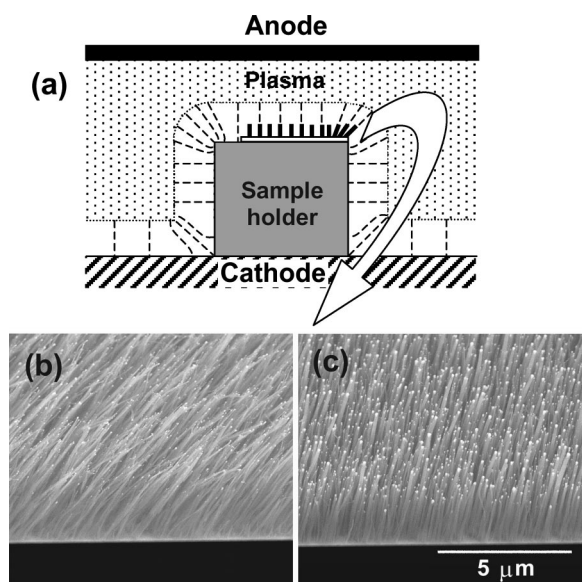 Anode
(a)
Plasma
Sample
holder
Cathode
(b)
(c)
5 μm